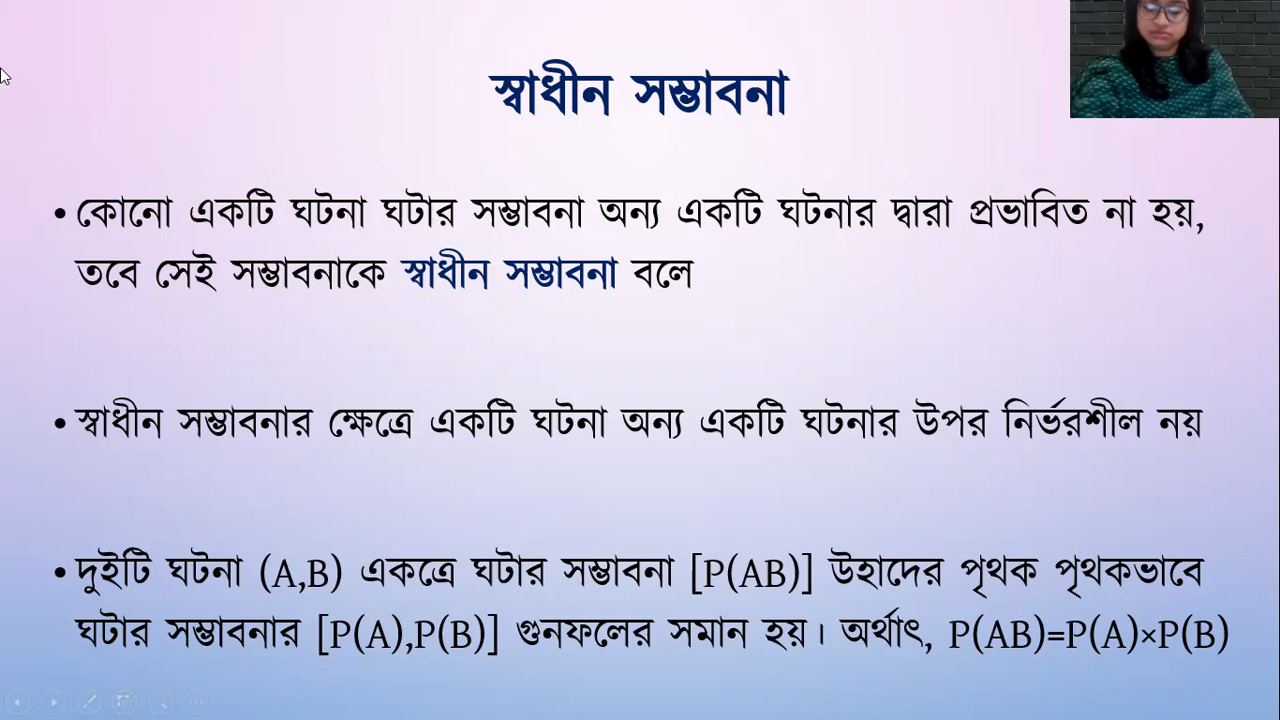 স্বাধীন সম্ভাবনা
• কোনো একটি ঘটনা ঘটার সম্ভাবনা অন্য একটি ঘটনার দ্বারা প্রভাবিত না হয়,
তবে সেই সম্ভাবনাকে স্বাধীন সম্ভাবনা বলে
• স্বাধীন সম্ভাবনার ক্ষেত্রে একটি ঘটনা অন্য একটি ঘটনার উপর নির্ভরশীল নয়
• দুইটি ঘটনা (A,B) একত্রে ঘটার সম্ভাবনা [P(AB)] উহাদের পৃথক পৃথকভাবে
ঘটার সম্ভাবনার [P(A),P(B)] গুনফলের সমান হয়। অর্থাৎ, P(AB)=P(A)×P(B)